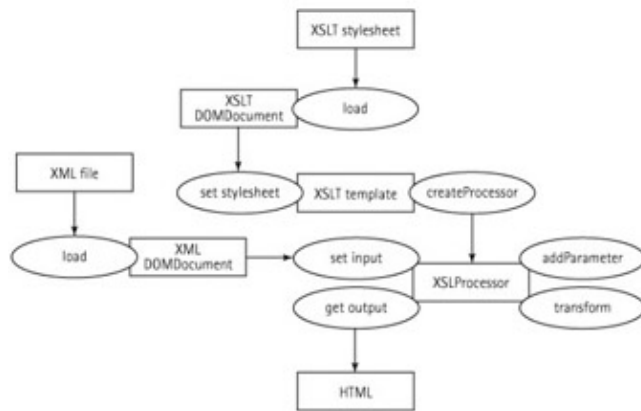 XSLT stylesheet
XSLT
DOMDocument
load
XML file
set stylesheet
XSLT template
createProcessor
load
XML
DOMDocument
set input
addParameter
XSLProcessor
get output
transform
HTML